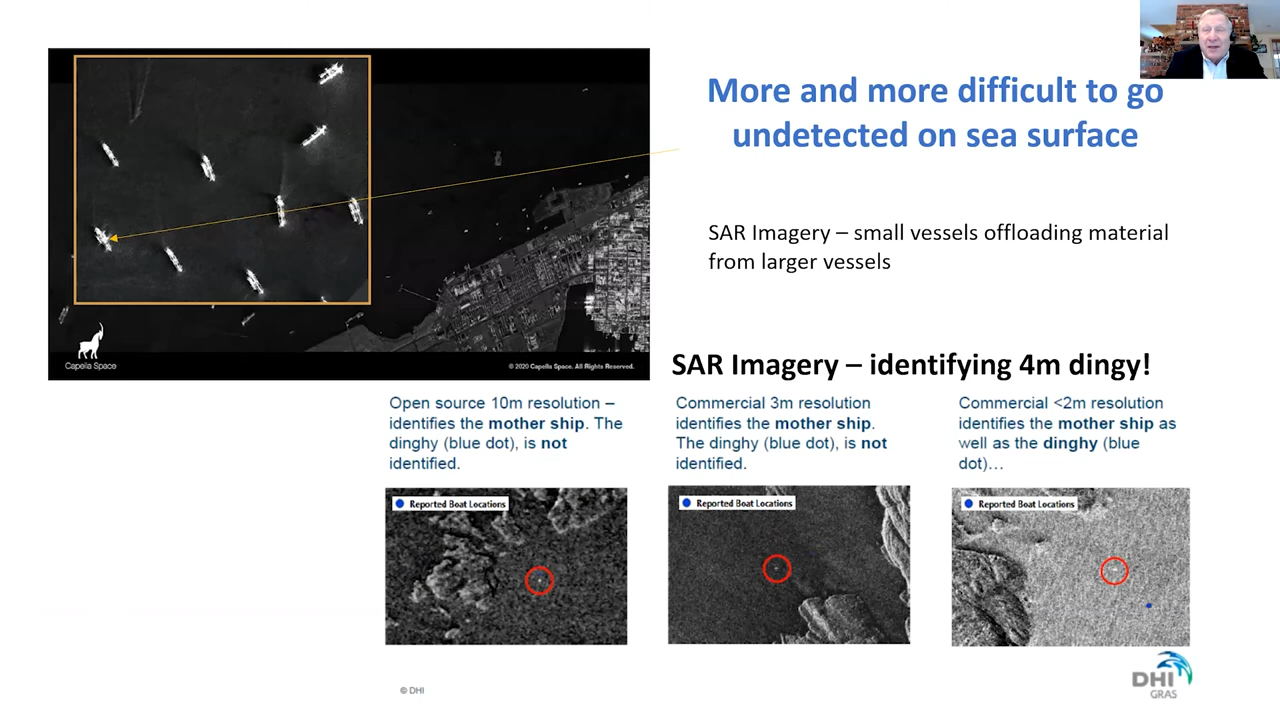 More and more difficult to go
undetected on sea surface
SAR Imagery – small vessels offloading material
from larger vessels
Capella Space
© 2020 Capella Space. All Rights Reserved.
SAR Imagery – identifying 4m dingy!
Open source 10m resolution –
identifies the mother ship. The
dinghy (blue dot), is not
identified.
Commercial 3m resolution
identifies the mother ship.
The dinghy (blue dot), is not
identified.
Commercial <2m resolution
identifies the mother ship as
well as the dinghy (blue
dot)…
Reported Boat Locations
Reported Boat Locations
Reported Boat Locations
© DHI
DHI
GRAS